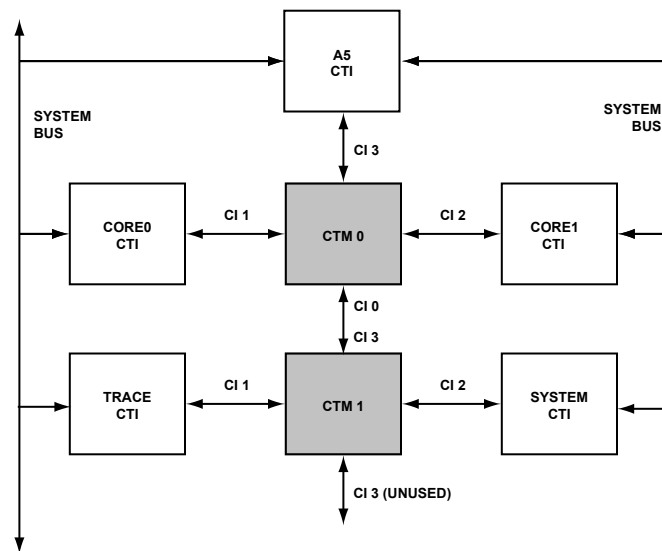 A5
CTI
SYSTEM
BUS
SYSTEM
BUS
CI 3
CORE0
CTI
CI 1
CTM 0
CI 2
CORE1
CTI
CI 0
CI 3
TRACE
CTI
CI 1
CTM 1
CI 2
SYSTEM
CTI
CI 3 (UNUSED)